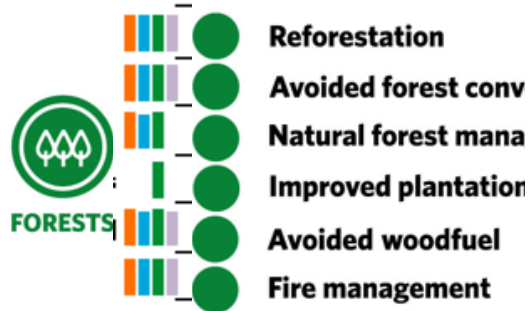 Reforestation
Avoided forest conv
Natural forest mana
Improved plantation
FORESTS
Avoided woodfuel
Fire management